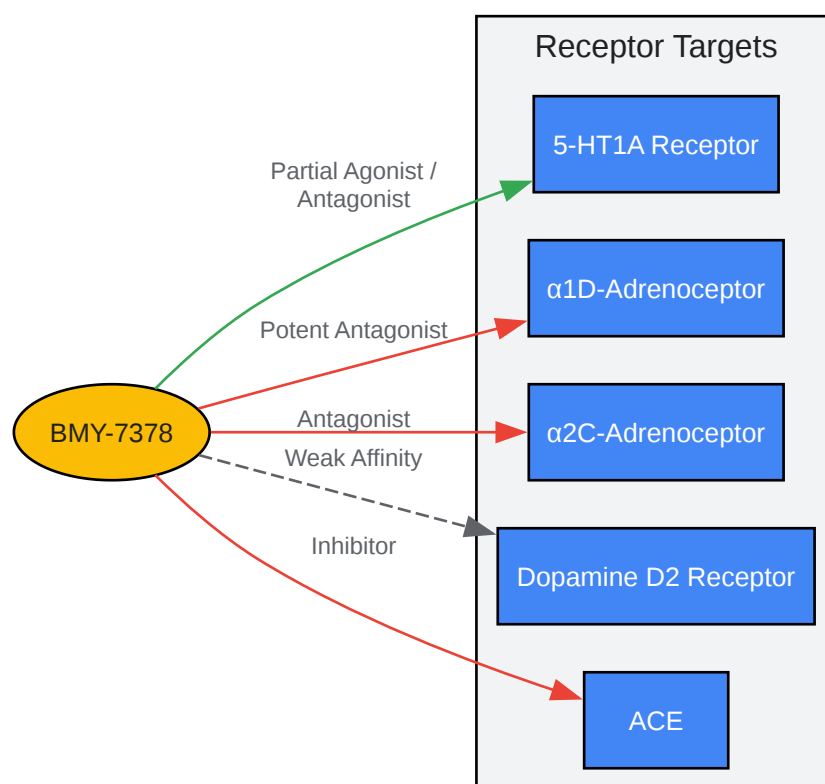 Receptor Targets
5-HT1A Receptor
Partial Agonist /
Antagonist
α1D-Adrenoceptor
Potent Antagonist
BMY-7378
Antagonist
α2C-Adrenoceptor
Weak Affinity
Dopamine D2 Receptor
Inhibitor
ACE